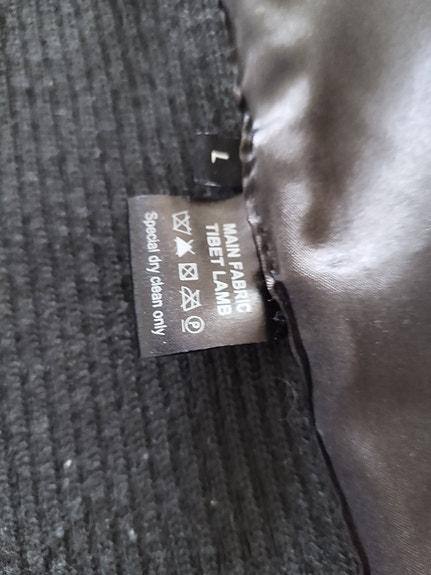 L
MAIN FABRIC
TIBET LAMB
P
Special dry clean only